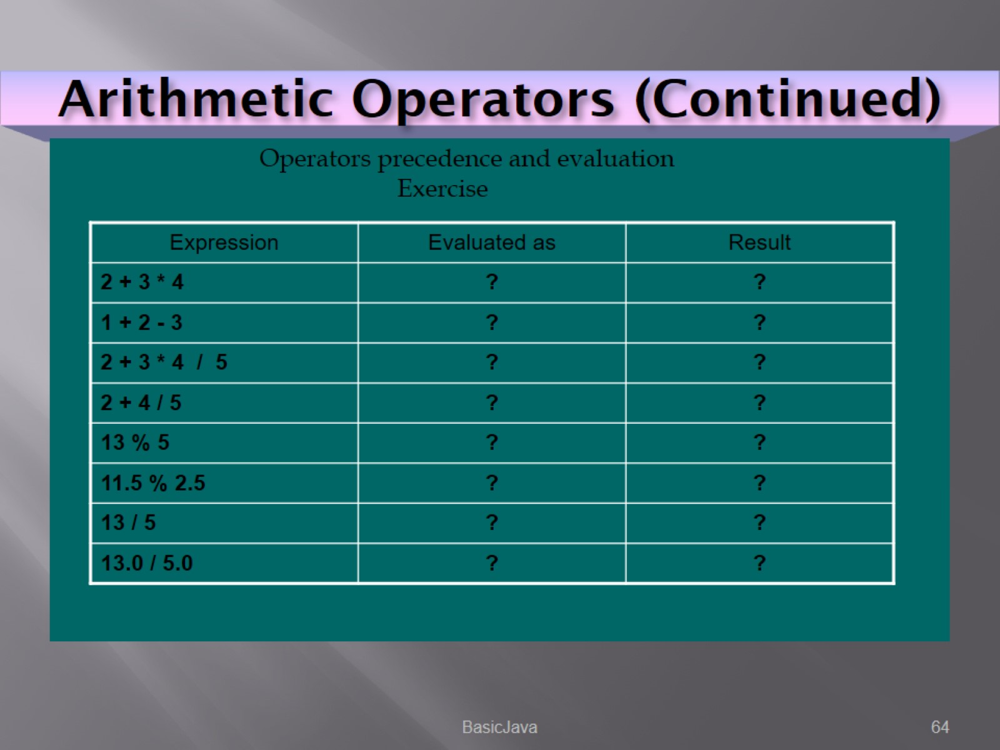 Arithmetic Operators (Continued)
Operators precedence and evaluation
Exercise
Expression Evaluated as Result
2 + 3 * 4 ? ?
1 + 2 - 3 ? ?
2 + 3 * 4 / 5 ? ?
2 + 4 / 5 ? ?
13 % 5 ? ?
11.5 % 2.5 ? ?
13 / 5 ? ?
13.0 / 5.0 ? ?
BasicJava 64